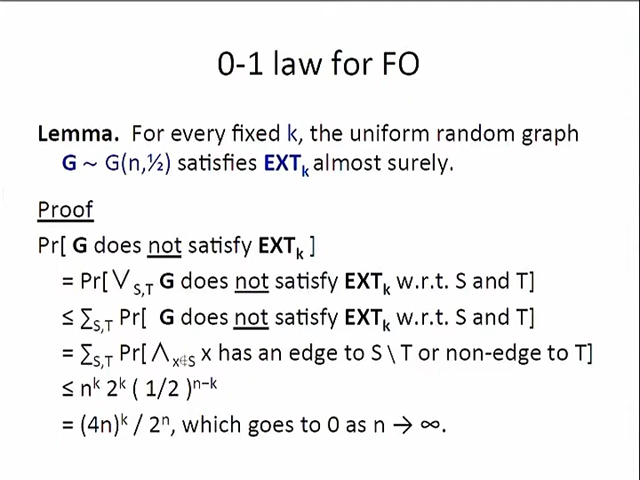 0-1 law for FO
Lemma. For every fixed k, the uniform random graph
G ~ G(n,½) satisfies EXTₖ almost surely.
Proof
Pr[ G does not satisfy EXTₖ ]
= Pr[ ⋁ S,T G does not satisfy EXTₖ w.r.t. S and T]
≤ ∑ S,T Pr[ G does not satisfy EXTₖ w.r.t. S and T]
= ∑ S,T Pr[ ⋀ x∉S x has an edge to S \ T or non-edge to T]
≤ nᵏ 2ᵏ ( 1/2 )ⁿ⁻ᵏ
= (4n)ᵏ / 2ⁿ, which goes to 0 as n → ∞.